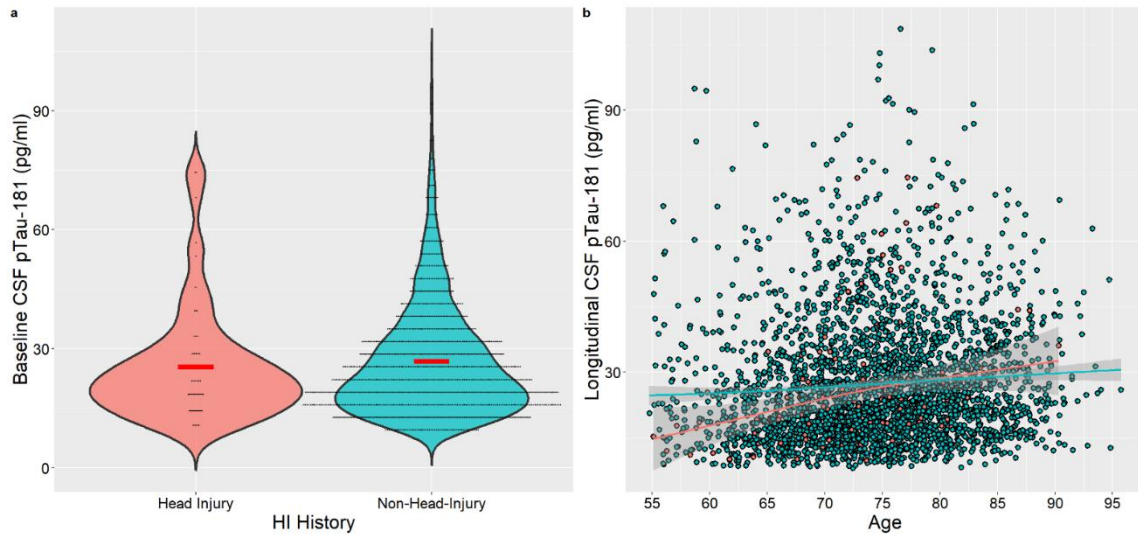 a
Baseline CSF pTau-181 (pg/ml)
90
60
30
0
Head Injury Non-Head-Injury
HI History
b
Longitudinal CSF pTau-181 (pg/ml)
90
60
30
55 60 65 70 75 80 85 90 95
Age